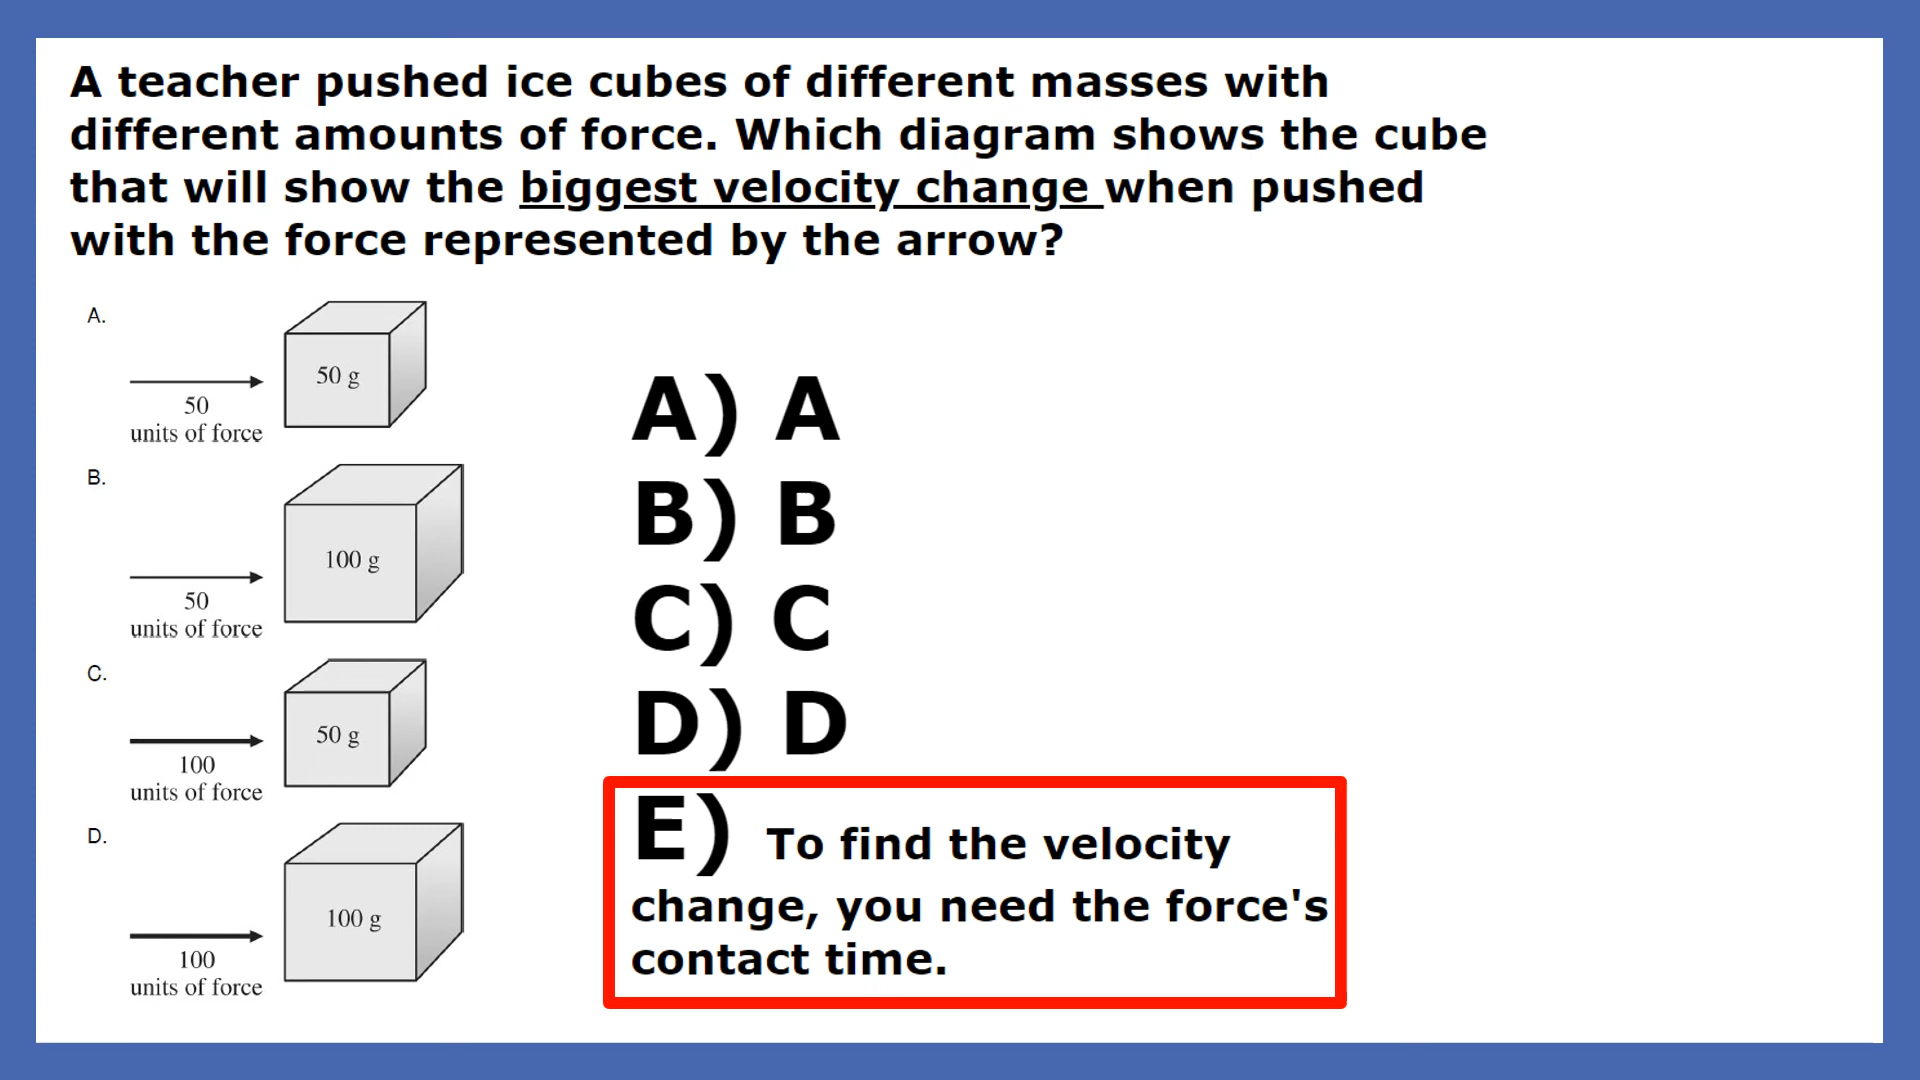 A teacher pushed ice cubes of different masses with
different amounts of force. Which diagram shows the cube
that will show the biggest velocity change when pushed
with the force represented by the arrow?
A.
50 g
50
units of force
B.
100 g
50
units of force
C.
50 g
100
units of force
D.
100 g
100
units of force
A) A
B) B
C) C
D) D
E) To find the velocity
change, you need the force's
contact time.